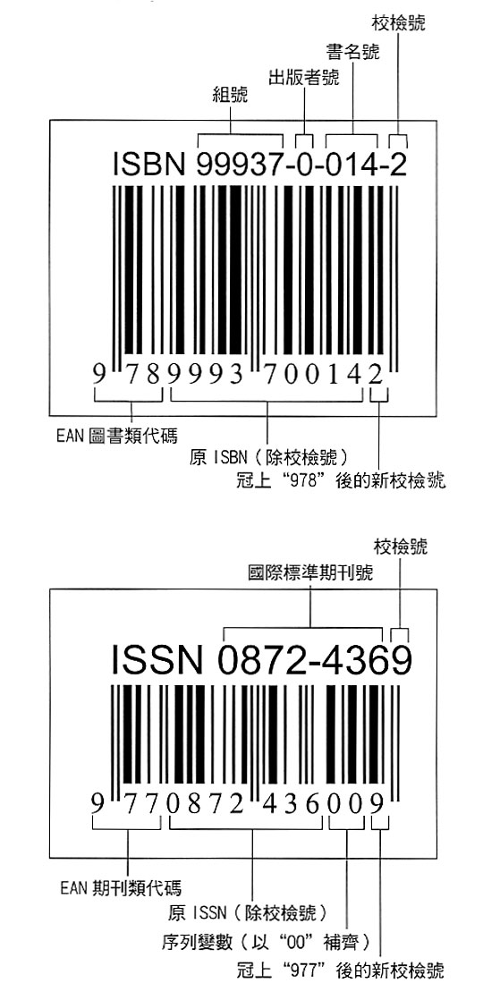 校檢號
書名號
出版者號
組號
ISBN 99937-0-014-2
9 789993 700142
EAN 圖書類代碼
原 ISBN（除校檢號）
冠上“978”後的新校檢號
校檢號
國際標準期刊號
ISSN 0872-4369
9 770872 436009
EAN 期刊類代碼
原 ISSN（除校檢號）
序列變數（以“00”補齊）
冠上“977”後的新校檢號